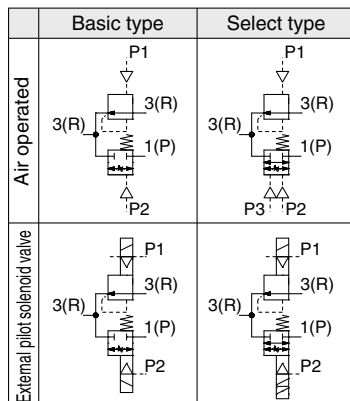 Basic type
Select type
Air operated
P1
3(R)
3(R)
1(P)
P2
P1
3(R)
3(R)
1(P)
P3
P2
External pilot solenoid valve
P1
3(R)
3(R)
1(P)
P2
P1
3(R)
3(R)
1(P)
P2